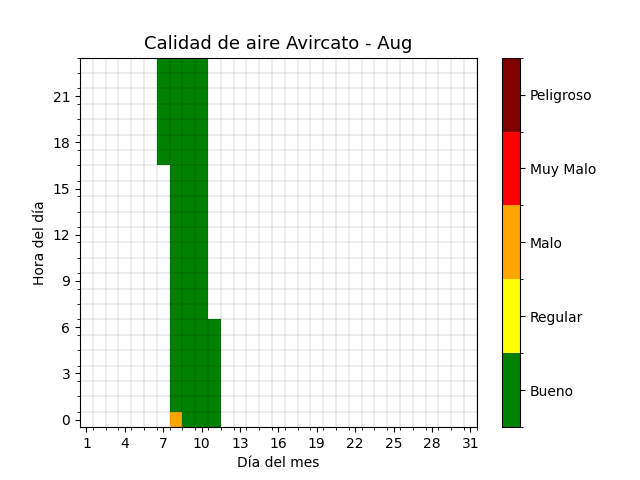 Calidad de aire Avircato - Aug
21
18
15
12
9
6
3
0
Hora del día
1 4 7 10 13 16 19 22 25 28 31
Día del mes
Peligroso
Muy Malo
Malo
Regular
Bueno